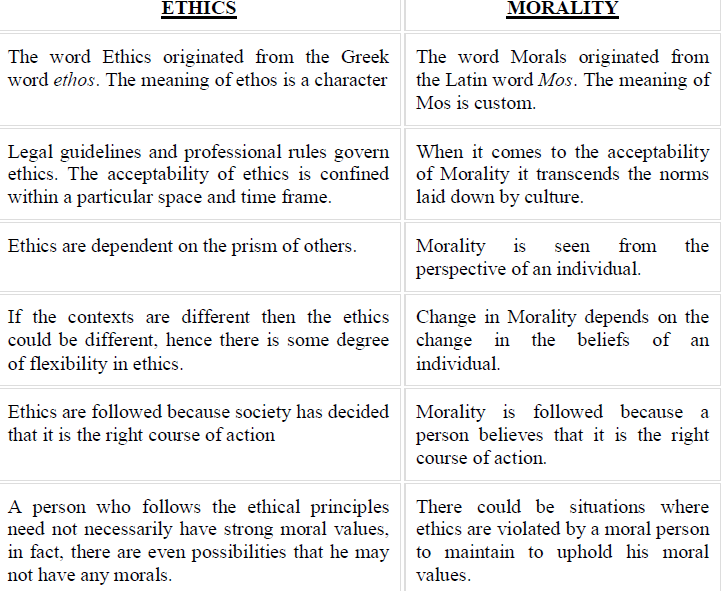 ETHICS
MORALITY
The word Ethics originated from the Greek
word ethos. The meaning of ethos is a character
The word Morals originated from
the Latin word Mos. The meaning of
Mos is custom.
Legal guidelines and professional rules govern
ethics. The acceptability of ethics is confined
within a particular space and time frame.
When it comes to the acceptability
of Morality it transcends the norms
laid down by culture.
Ethics are dependent on the prism of others.
Morality is seen from the
perspective of an individual.
If the contexts are different then the ethics
could be different, hence there is some degree
of flexibility in ethics.
Change in Morality depends on the
change in the beliefs of an
individual.
Ethics are followed because society has decided
that it is the right course of action
Morality is followed because a
person believes that it is the right
course of action.
A person who follows the ethical principles
need not necessarily have strong moral values,
in fact, there are even possibilities that he may
not have any morals.
There could be situations where
ethics are violated by a moral person
to maintain to uphold his moral
values.